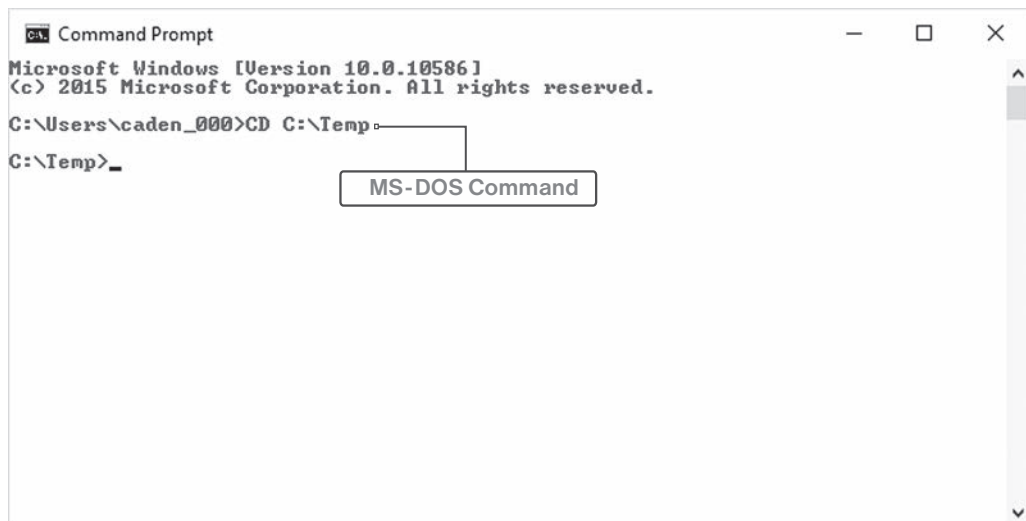 Command Prompt
Microsoft Windows [Version 10.0.10586]
(c) 2015 Microsoft Corporation. All rights reserved.
C:\Users\caden_000>CD C:\Temp
C:\Temp>_
MS-DOS Command